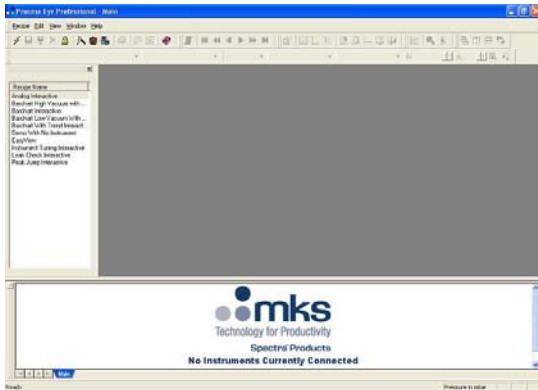 Process Eye Professional - Main
Recipe Edit View Window Help
Recipe Name
Analog Interactive
Barchart High Vacuum with ...
Barchart Interactive
Barchart Low Vacuum With ...
Barchart With Trend Interact...
Demo With No Instrument
EasyView
Instrument Tuning Interactive
Leak Check Interactive
Peak Jump Interactive
mks
Technology for Productivity
Spectra Products
No Instruments Currently Connected
Main
Ready
Pressure in mbar